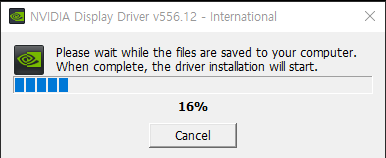 NVIDIA Display Driver v556.12 - International
Please wait while the files are saved to your computer.
When complete, the driver installation will start.
16%
Cancel